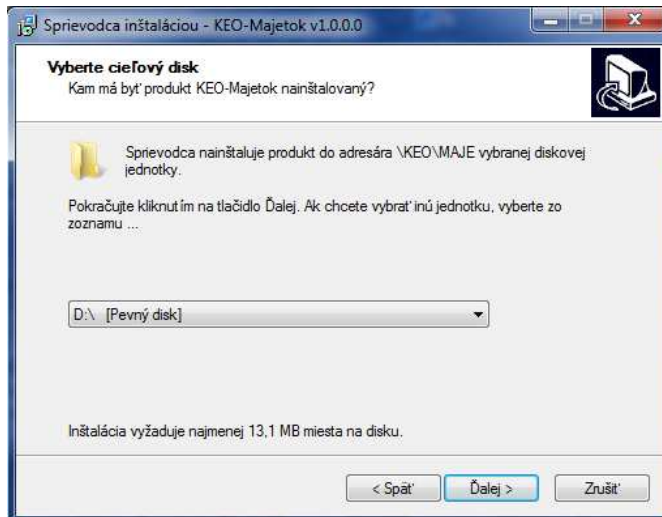 Sprievodca inštaláciou - KEO-Majetok v1.0.0.0
Vyberte cieľový disk
Kam má byť produkt KEO-Majetok nainštalovaný?
Sprievodca nainštaluje produkt do adresára \KEO\MAJE vybranej diskovej
jednotky.
Pokračujte kliknutím na tlačidlo Ďalej. Ak chcete vybrať inú jednotku, vyberte zo
zoznamu ...
D:\ [Pevný disk]
Inštalácia vyžaduje najmenej 13,1 MB miesta na disku.
< Späť
Ďalej >
Zrušiť